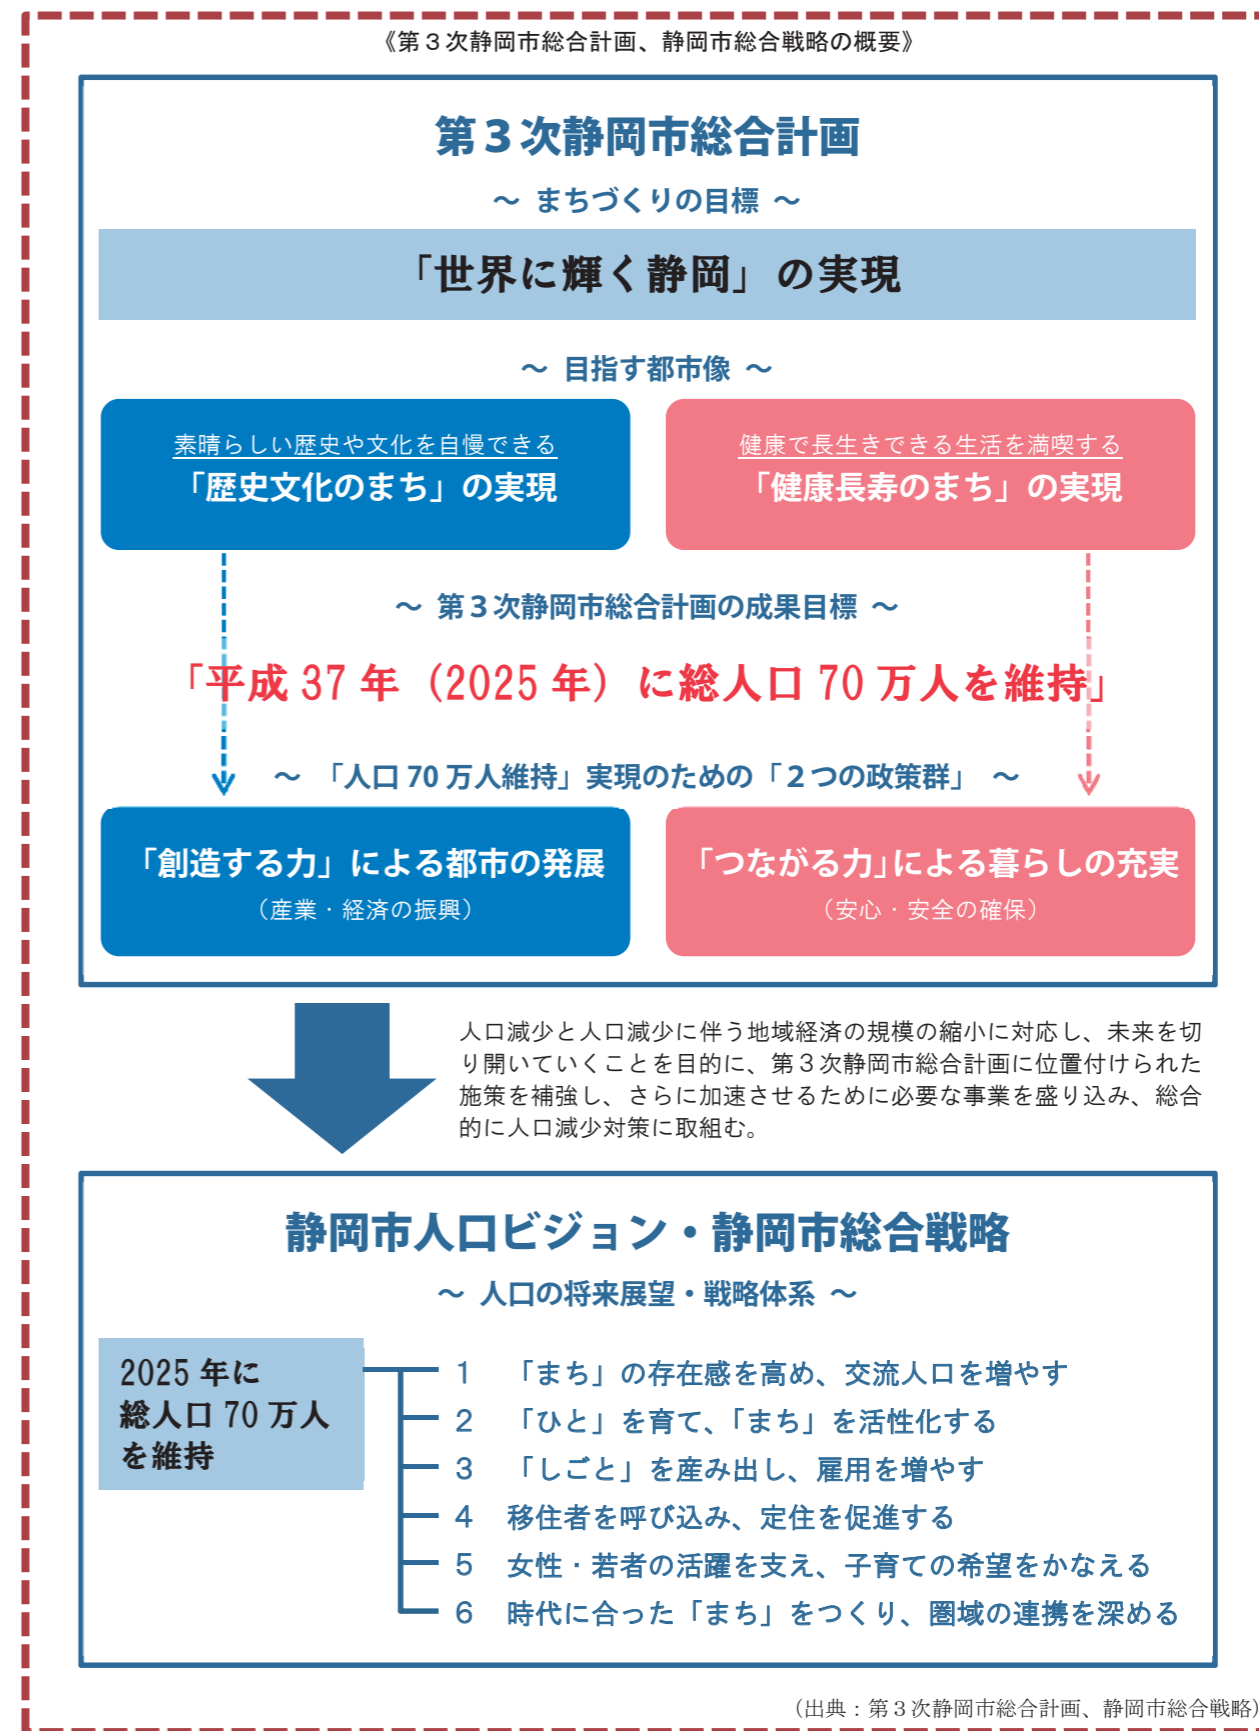 《第３次静岡市総合計画、静岡市総合戦略の概要》
第３次静岡市総合計画
～ まちづくりの目標 ～
「世界に輝く静岡」の実現
～ 目指す都市像 ～
素晴らしい歴史や文化を自慢できる
「歴史文化のまち」の実現
健康で長生きできる生活を満喫する
「健康長寿のまち」の実現
～ 第３次静岡市総合計画の成果目標 ～
「平成 37 年（2025 年）に総人口 70 万人を維持」
～ 「人口 70 万人維持」実現のための「２つの政策群」 ～
「創造する力」による都市の発展
（産業・経済の振興）
「つながる力」による暮らしの充実
（安心・安全の確保）
人口減少と人口減少に伴う地域経済の規模の縮小に対応し、未来を切
り開いていくことを目的に、第３次静岡市総合計画に位置付けられた
施策を補強し、さらに加速させるために必要な事業を盛り込み、総合
的に人口減少対策に取組む。
静岡市人口ビジョン・静岡市総合戦略
～ 人口の将来展望・戦略体系 ～
2025 年に
総人口 70 万人
を維持
１ 「まち」の存在感を高め、交流人口を増やす
２ 「ひと」を育て、「まち」を活性化する
３ 「しごと」を産み出し、雇用を増やす
４ 移住者を呼び込み、定住を促進する
５ 女性・若者の活躍を支え、子育ての希望をかなえる
６ 時代に合った「まち」をつくり、圏域の連携を深める
（出典：第３次静岡市総合計画、静岡市総合戦略）